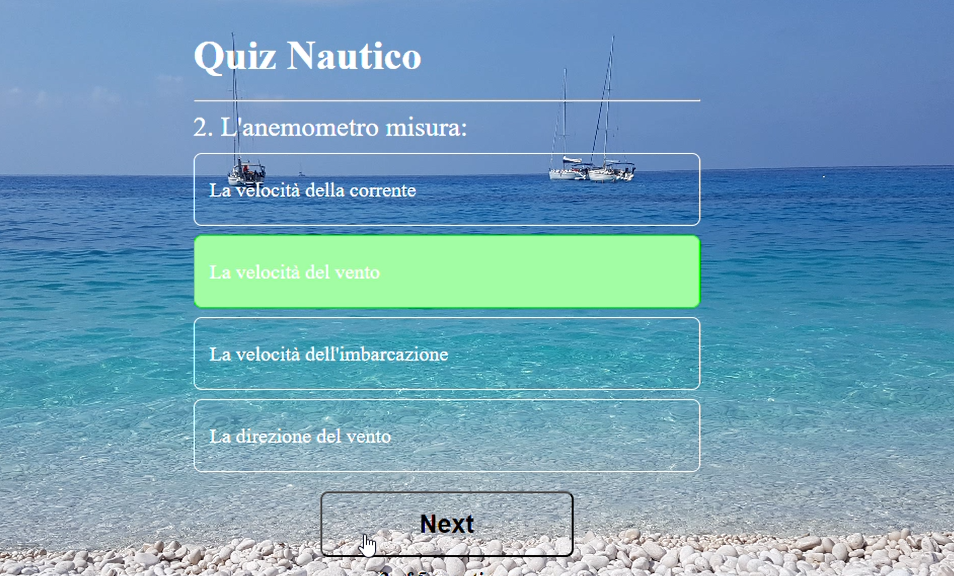 Quiz Nautico
2. L'anemometro misura:
La velocità della corrente
La velocità del vento
La velocità dell'imbarcazione
La direzione del vento
Next